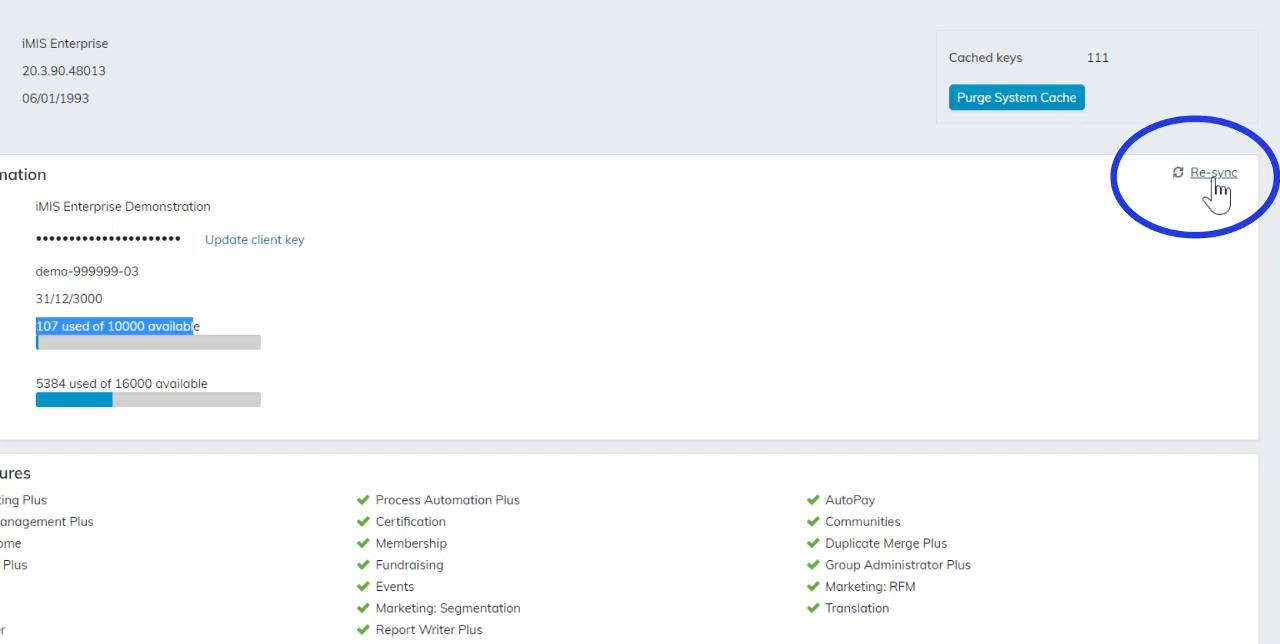 iMIS Enterprise
20.3.90.48013
06/01/1993
Cached keys 111
Purge System Cache
mation
Re-sync
iMIS Enterprise Demonstration
•••••••••••••••••••••• Update client key
demo-999999-03
31/12/3000
107 used of 10000 available
5384 used of 16000 available
ures
ting Plus
anagement Plus
ome
Plus
er
Process Automation Plus
Certification
Membership
Fundraising
Events
Marketing: Segmentation
Report Writer Plus
AutoPay
Communities
Duplicate Merge Plus
Group Administrator Plus
Marketing: RFM
Translation